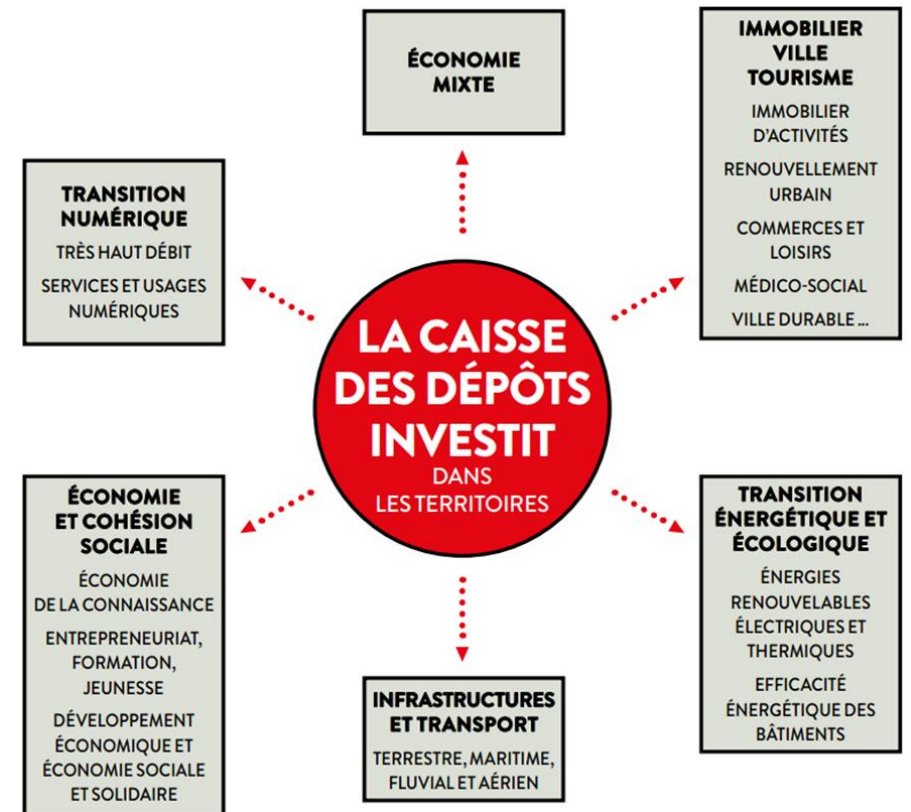 ÉCONOMIE
MIXTE
IMMOBILIER
VILLE
TOURISME
IMMOBILIER
D'ACTIVITÉS
RENOUVELLEMENT
URBAIN
COMMERCES ET
LOISIRS
MÉDICO-SOCIAL
VILLE DURABLE ...
TRANSITION
NUMÉRIQUE
TRÈS HAUT DÉBIT
SERVICES ET USAGES
NUMÉRIQUES
LA CAISSE
DES DÉPÔTS
INVESTIT
DANS
LES TERRITOIRES
ÉCONOMIE
ET COHÉSION
SOCIALE
ÉCONOMIE
DE LA CONNAISSANCE
ENTREPRENEURIAT,
FORMATION,
JEUNESSE
DÉVELOPPEMENT
ÉCONOMIQUE ET
ÉCONOMIE SOCIALE
ET SOLIDAIRE
INFRASTRUCTURES
ET TRANSPORT
TERRESTRE, MARITIME,
FLUVIAL ET AÉRIEN
TRANSITION
ÉNERGÉTIQUE ET
ÉCOLOGIQUE
ÉNERGIES
RENOUVELABLES
ÉLECTRIQUES ET
THERMIQUES
EFFICACITÉ
ÉNERGÉTIQUE DES
BÂTIMENTS